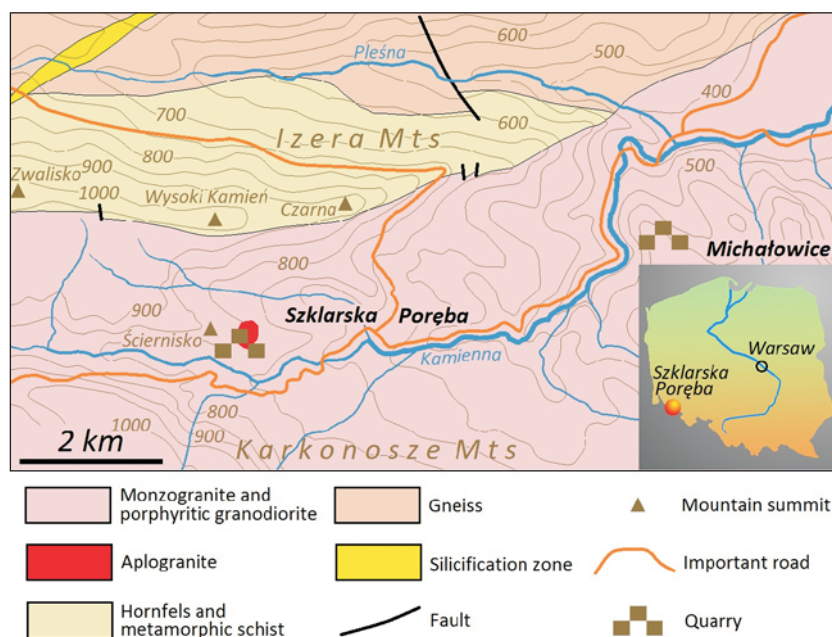 600
500
Pleśna
400
700
600
Izera Mts
800
Zwalisko
900
1000
Wysoki Kamień
Czarna
500
Michałowice
800
900
Ściernisko
Szklarska Poręba
Kamienna
Warsaw
Szklarska
Poręba
800
900
1000
2 km
Karkonosze Mts
Monzogranite and
porphyritic granodiorite
Gneiss
Mountain summit
Aplogranite
Silicification zone
Important road
Hornfels and
metamorphic schist
Fault
Quarry